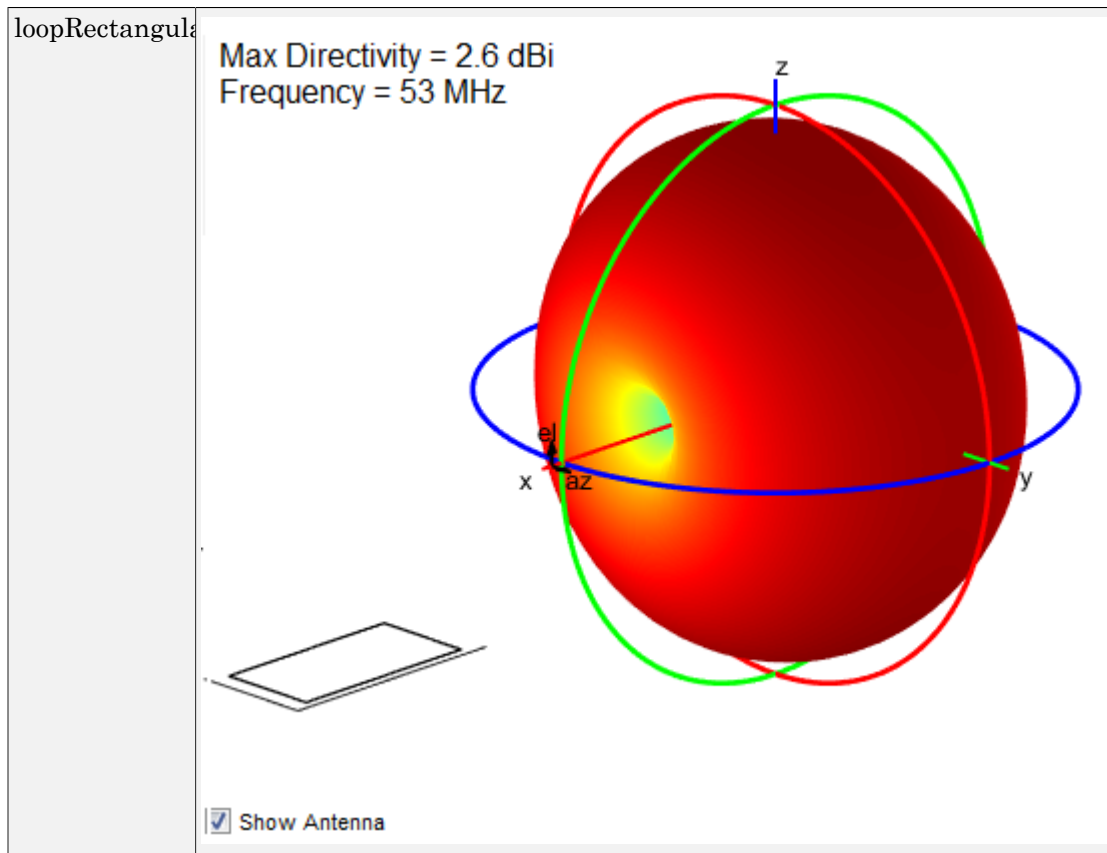 loopRectangula
Max Directivity = 2.6 dBi
Frequency = 53 MHz
z
el
x
az
y
Show Antenna